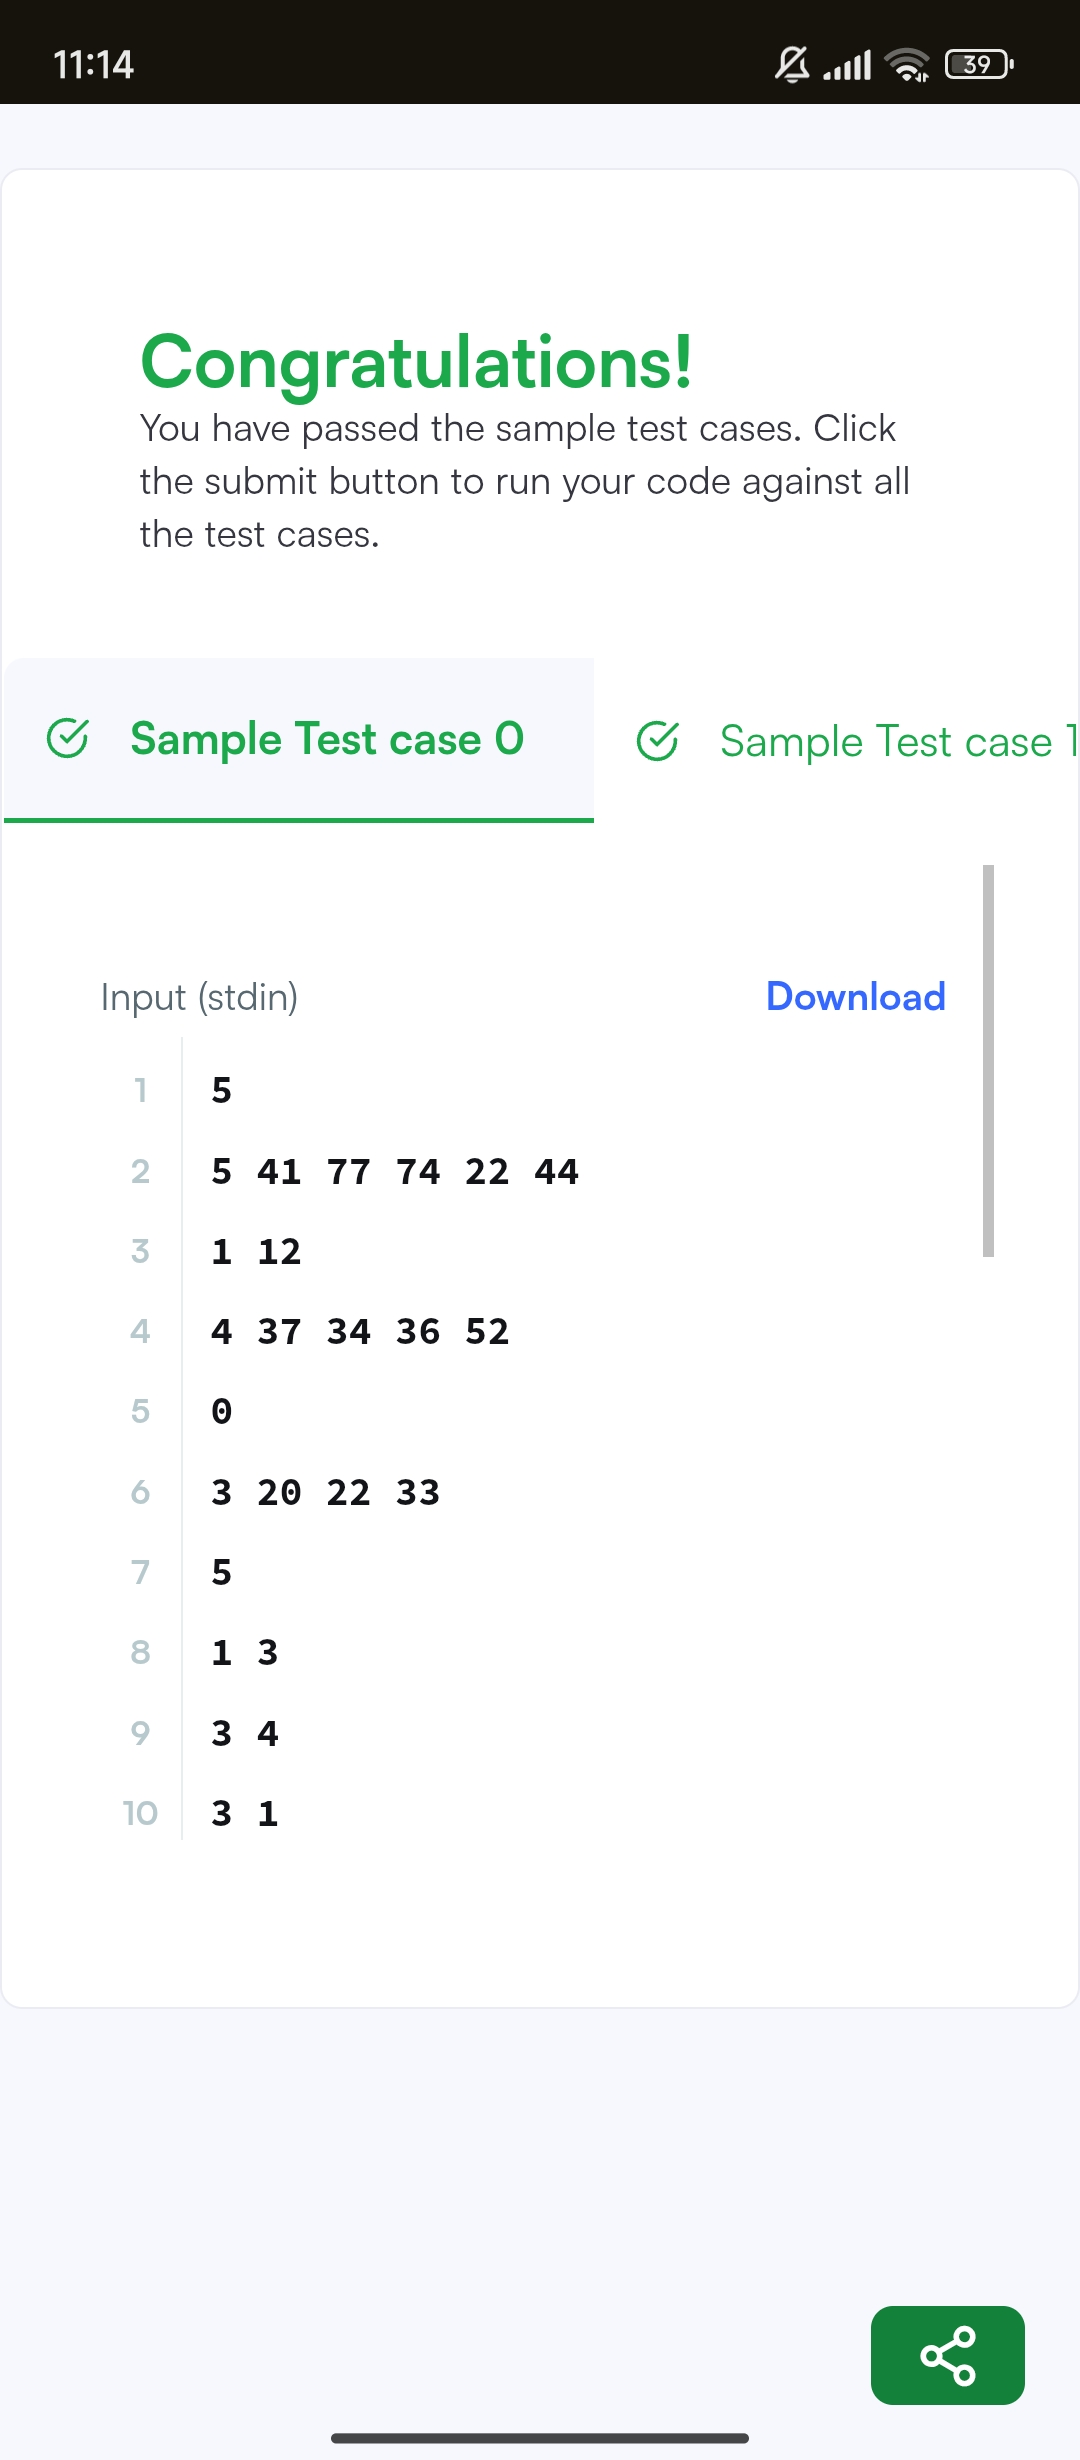 11:14
39
Congratulations!
You have passed the sample test cases. Click
the submit button to run your code against all
the test cases.
Sample Test case 0
Sample Test case 1
Input (stdin)
Download
1 5
2 5 41 77 74 22 44
3 1 12
4 4 37 34 36 52
5 0
6 3 20 22 33
7 5
8 1 3
9 3 4
10 3 1